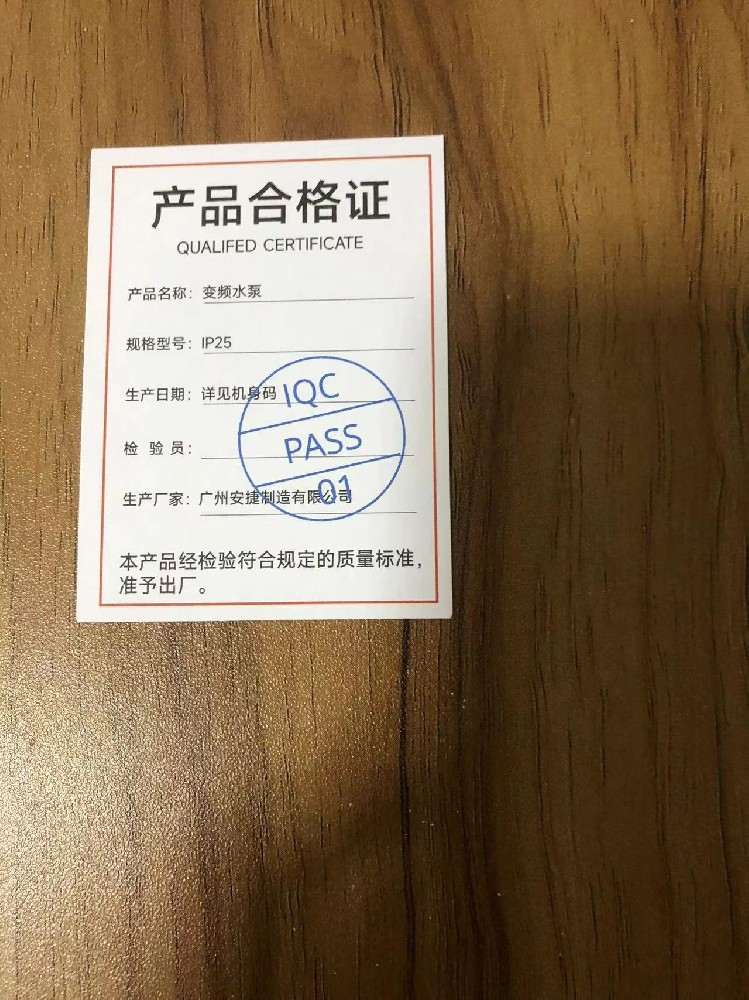 产品合格证
QUALIFED CERTIFICATE
产品名称：变频水泵
规格型号：IP25
生产日期：详见机身码
检 验 员：
生产厂家：广州安捷制造有限公司
IQC
PASS
01
本产品经检验符合规定的质量标准，
准予出厂。